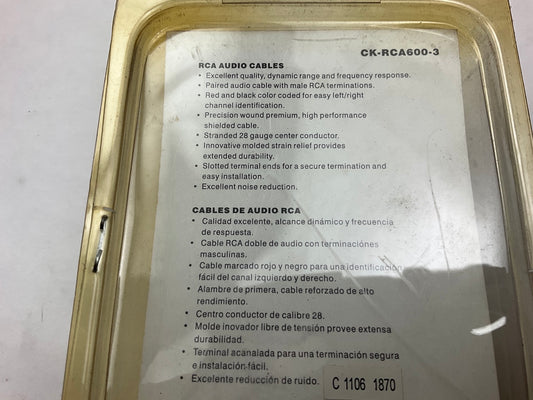 CK-RCA600-3
RCA AUDIO CABLES
• Excellent quality, dynamic range and frequency response.
• Paired audio cable with male RCA terminations.
• Red and black color coded for easy left/right
channel identification.
• Precision wound premium, high performance
shielded cable.
• Stranded 28 gauge center conductor.
• Innovative molded strain relief provides
extended durability.
• Slotted terminal ends for a secure termination and
easy installation.
• Excellent noise reduction.
CABLES DE AUDIO RCA
• Calidad excelente, alcance dinámico y frecuencia
de respuesta.
• Cable RCA doble de audio con terminaciónes
masculinas.
• Cable marcado rojo y negro para una identificación
fácil del canal izquierdo y derecho.
• Alambre de primera, cable reforzado de alto
rendimiento.
• Centro conductor de calibre 28.
• Molde inovador libre de tensión provee extensa
durabilidad.
• Terminal acanalada para una terminación segura
e instalación fácil.
• Excelente reducción de ruido.
C 1106 1870